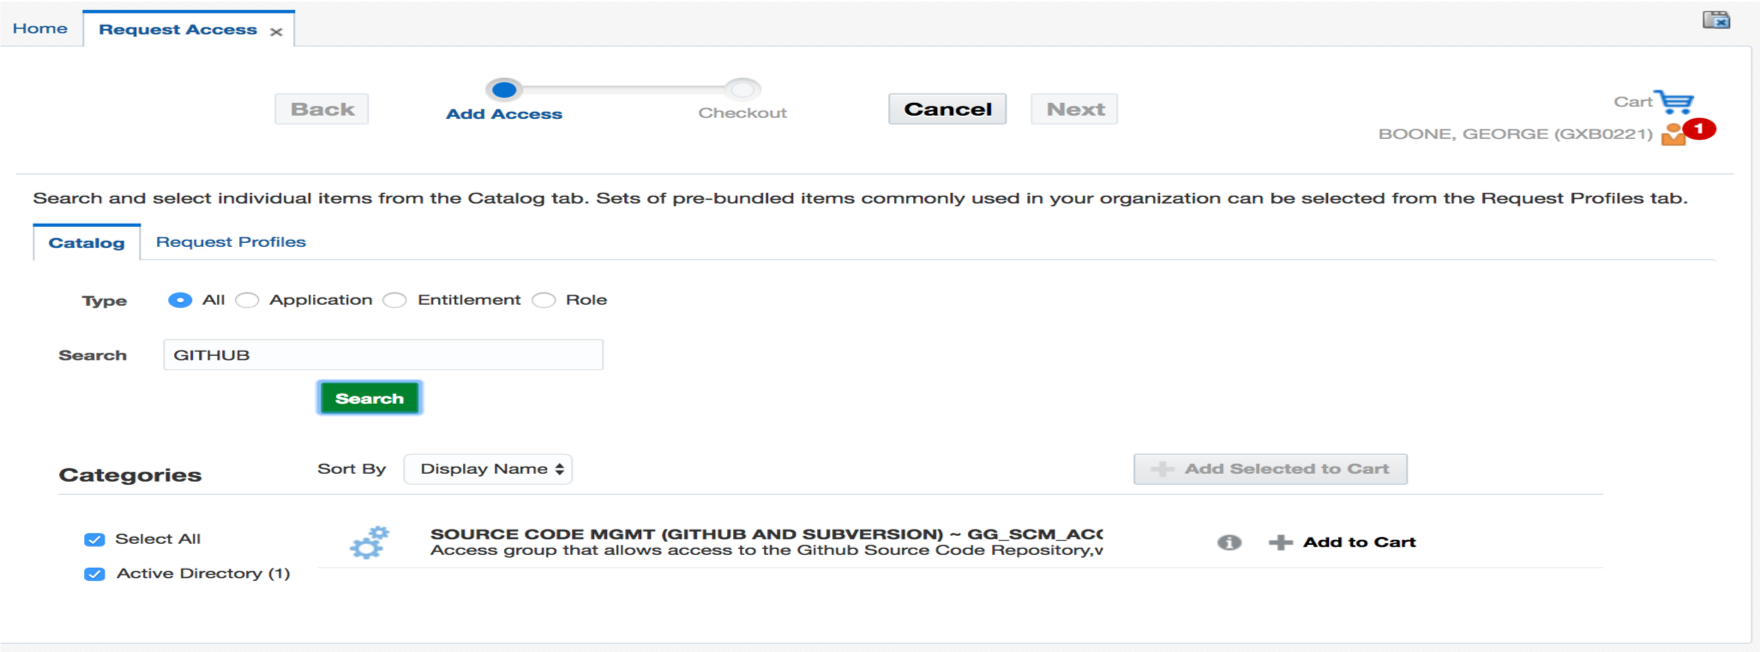 Home
Request Access ×
Back
Add Access
Checkout
Cancel
Next
Cart
BOONE, GEORGE (GXB0221)
1
Search and select individual items from the Catalog tab. Sets of pre-bundled items commonly used in your organization can be selected from the Request Profiles tab.
Catalog
Request Profiles
Type
All
Application
Entitlement
Role
Search
GITHUB
Search
Categories
Sort By
Display Name
Add Selected to Cart
Select All
Active Directory (1)
SOURCE CODE MGMT (GITHUB AND SUBVERSION) ~ GG_SCM_ACC
Access group that allows access to the Github Source Code Repository,
Add to Cart